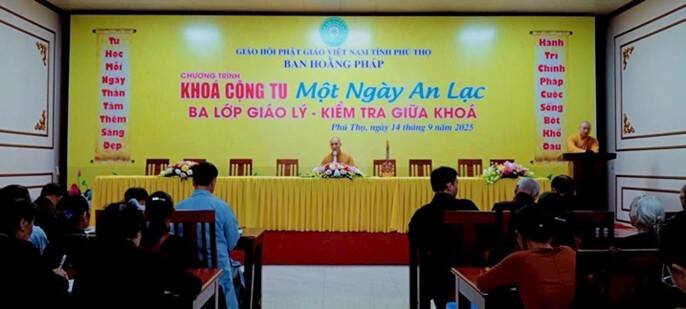 GIÁO HỘI PHẬT GIÁO VIỆT NAM TỈNH PHÚ THỌ
BAN HOẰNG PHÁP
CHƯƠNG TRÌNH
KHOÁ CỘNG TU Một Ngày An Lạc
BA LỚP GIÁO LÝ - KIỂM TRA GIỮA KHOÁ
Phú Thọ, ngày 14 tháng 9 năm 2025
Tu
Học
Mỗi
Ngày
Thân
Tâm
Thêm
Sáng
Đẹp
Hành
Trì
Chính
Pháp
Cuộc
Sống
Bớt
Khổ
Đau